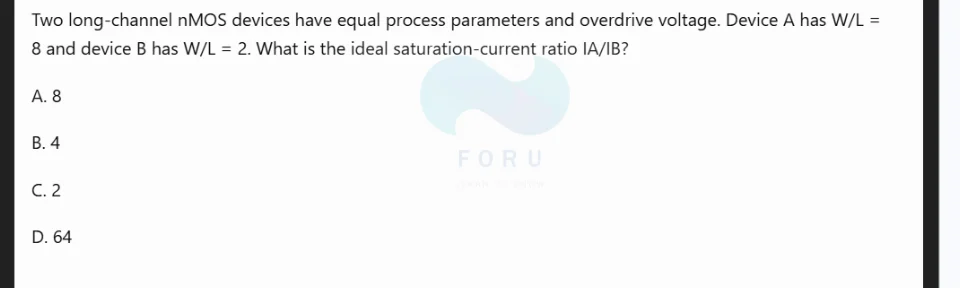 Two long-channel nMOS devices have equal process parameters and overdrive voltage. Device A has W/L =
8 and device B has W/L = 2. What is the ideal saturation-current ratio IA/IB?
A. 8
B. 4
FORU
C. 2
D. 64